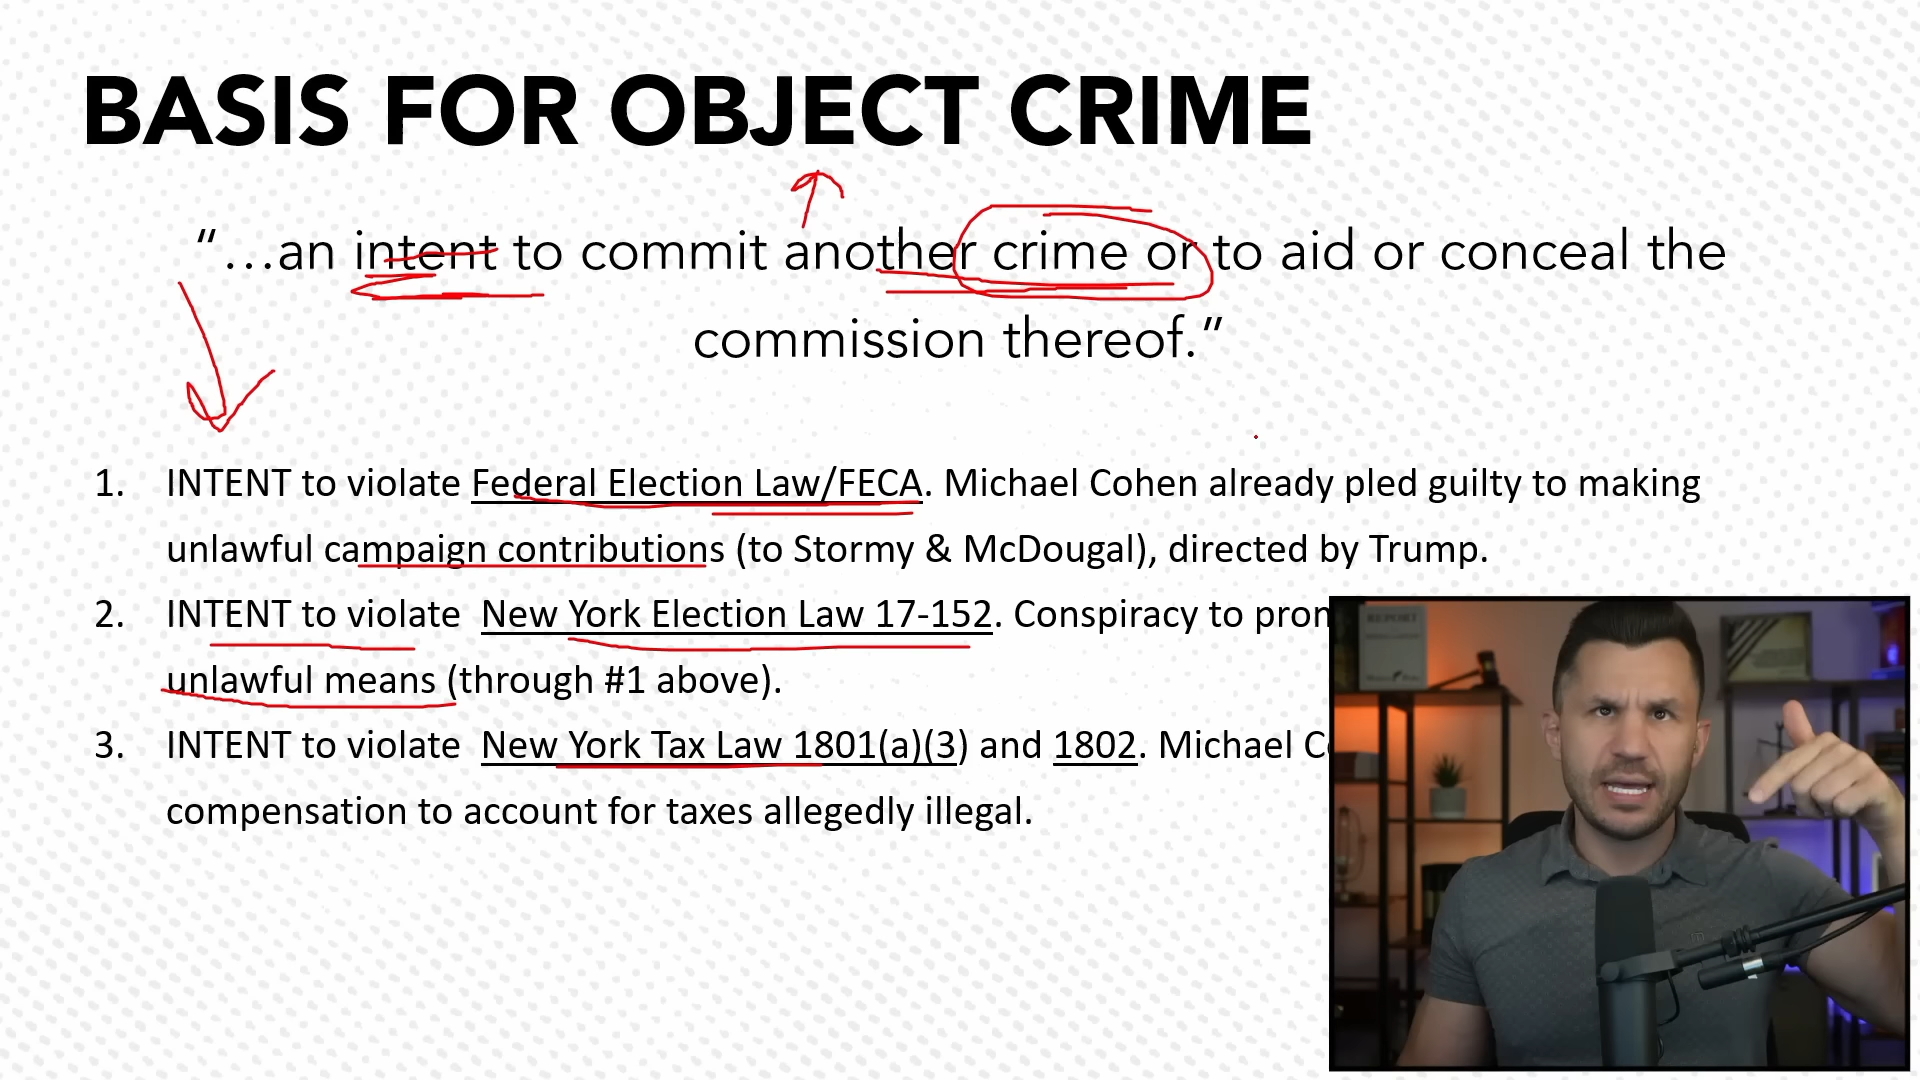 BASIS FOR OBJECT CRIME
“…an intent to commit another crime or to aid or conceal the
commission thereof.”
1. INTENT to violate Federal Election Law/FECA. Michael Cohen already pled guilty to making
unlawful campaign contributions (to Stormy & McDougal), directed by Trump.
2. INTENT to violate New York Election Law 17-152. Conspiracy to
unlawful means (through #1 above).
3. INTENT to violate New York Tax Law 1801(a)(3) and 1802. Michael
compensation to account for taxes allegedly illegal.
REPORT